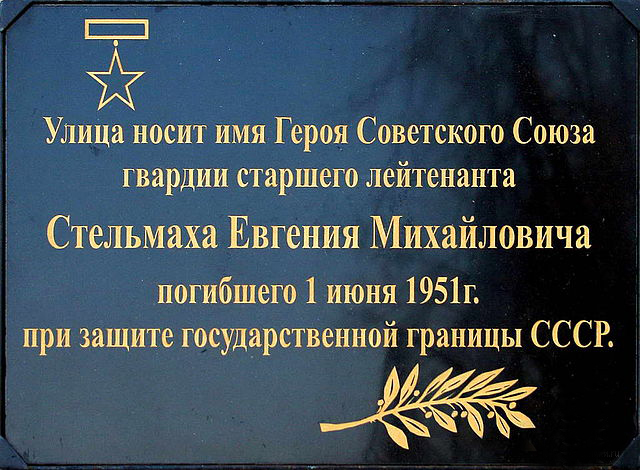 Улица носит имя Героя Советского Союза
гвардии старшего лейтенанта
Стельмаха Евгения Михайловича
погибшего 1 июня 1951г.
при защите государственной границы СССР.